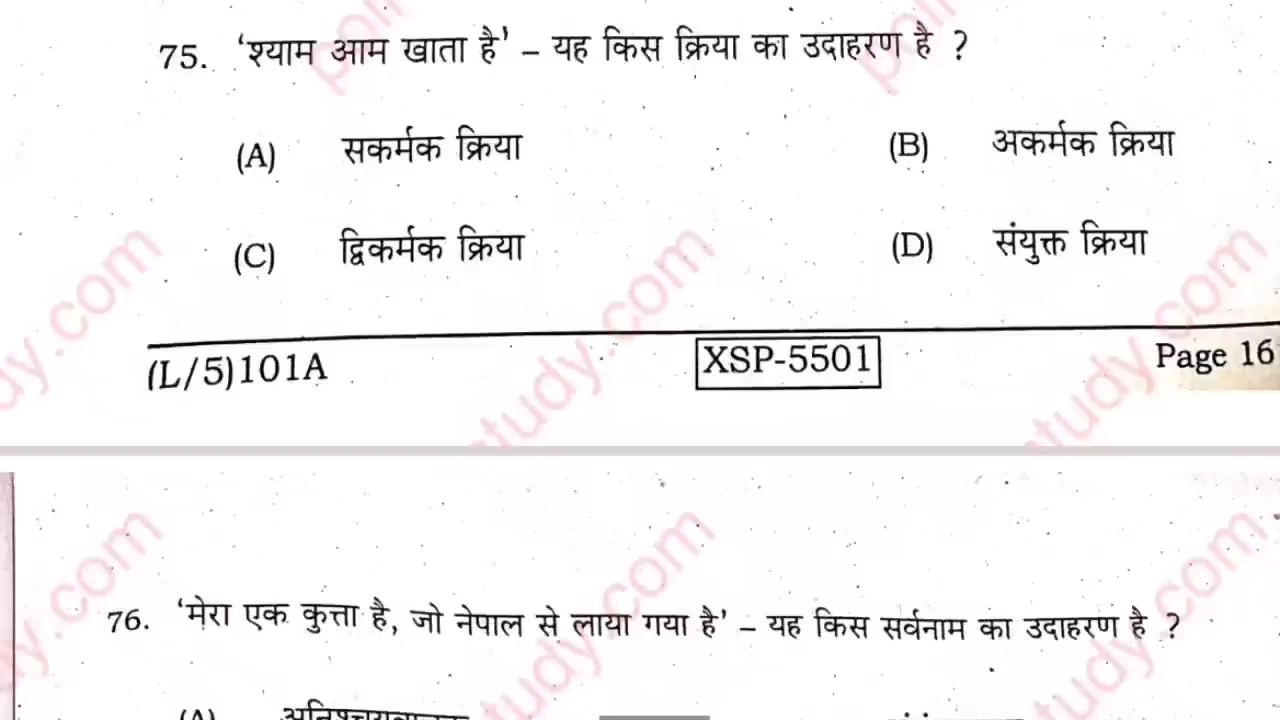 75. ‘श्याम आम खाता है’ – यह किस क्रिया का उदाहरण है ?
(A) सकर्मक क्रिया (B) अकर्मक क्रिया
(C) द्विकर्मक क्रिया (D) संयुक्त क्रिया
(L/5)101A XSP-5501 Page 16
76. ‘मेरा एक कुत्ता है, जो नेपाल से लाया गया है’ – यह किस सर्वनाम का उदाहरण है ?
(A)